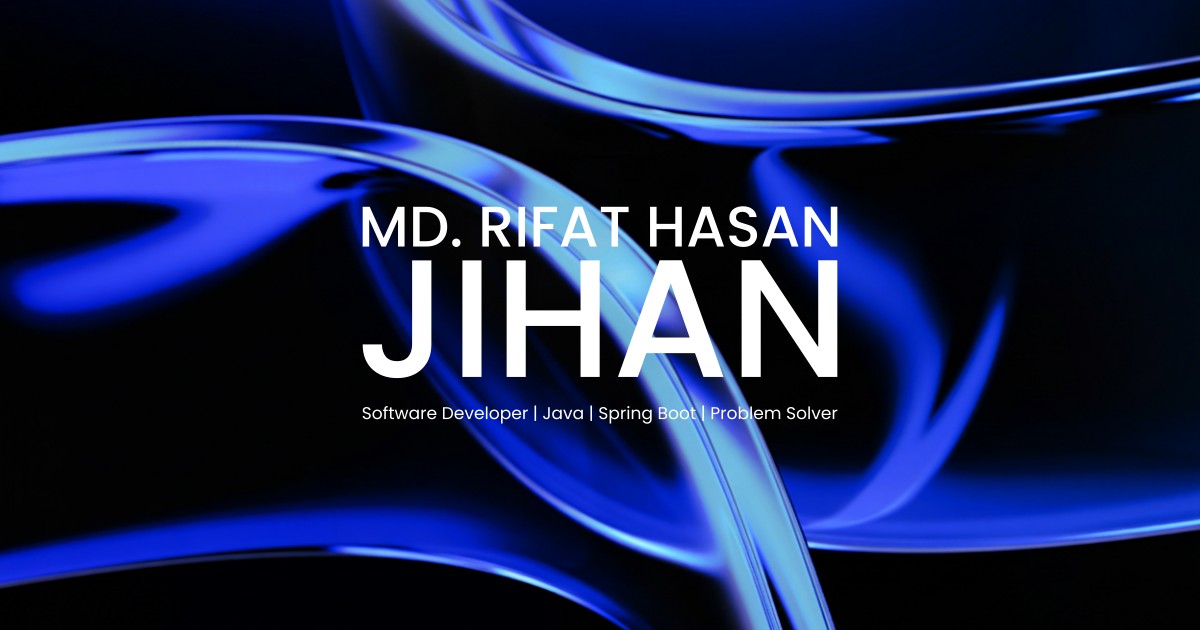 MD. RIFAT HASAN
JIHAN
Software Developer | Java | Spring Boot | Problem Solver